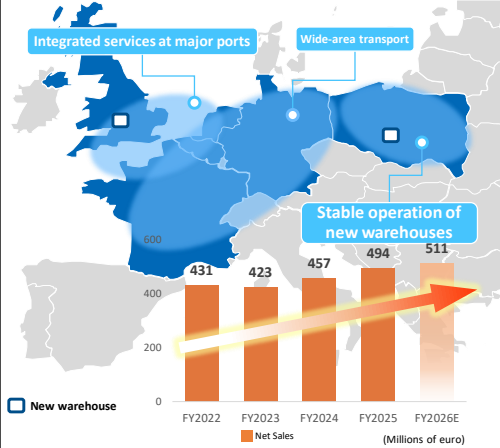 Integrated services at major ports
Wide-area transport
Stable operation of
new warehouses
600
400
200
0
431
423
457
494
511
FY2022
FY2023
FY2024
FY2025
FY2026E
New warehouse
Net Sales
(Millions of euro)